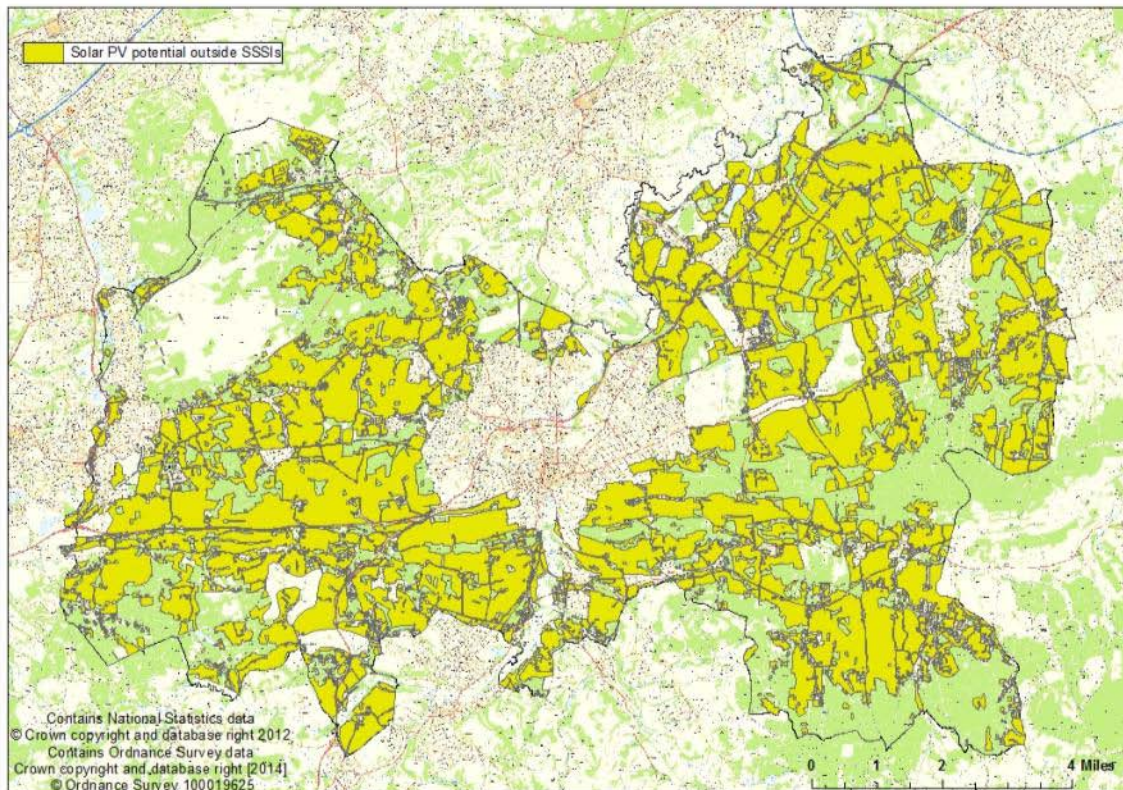 Solar PV potential outside SSSIs
Contains National Statistics data
© Crown copyright and database right 2012
Contains Ordnance Survey data
Crown copyright and database right [2014]
© Ordnance Survey 100019625
0 1 2 4 Miles